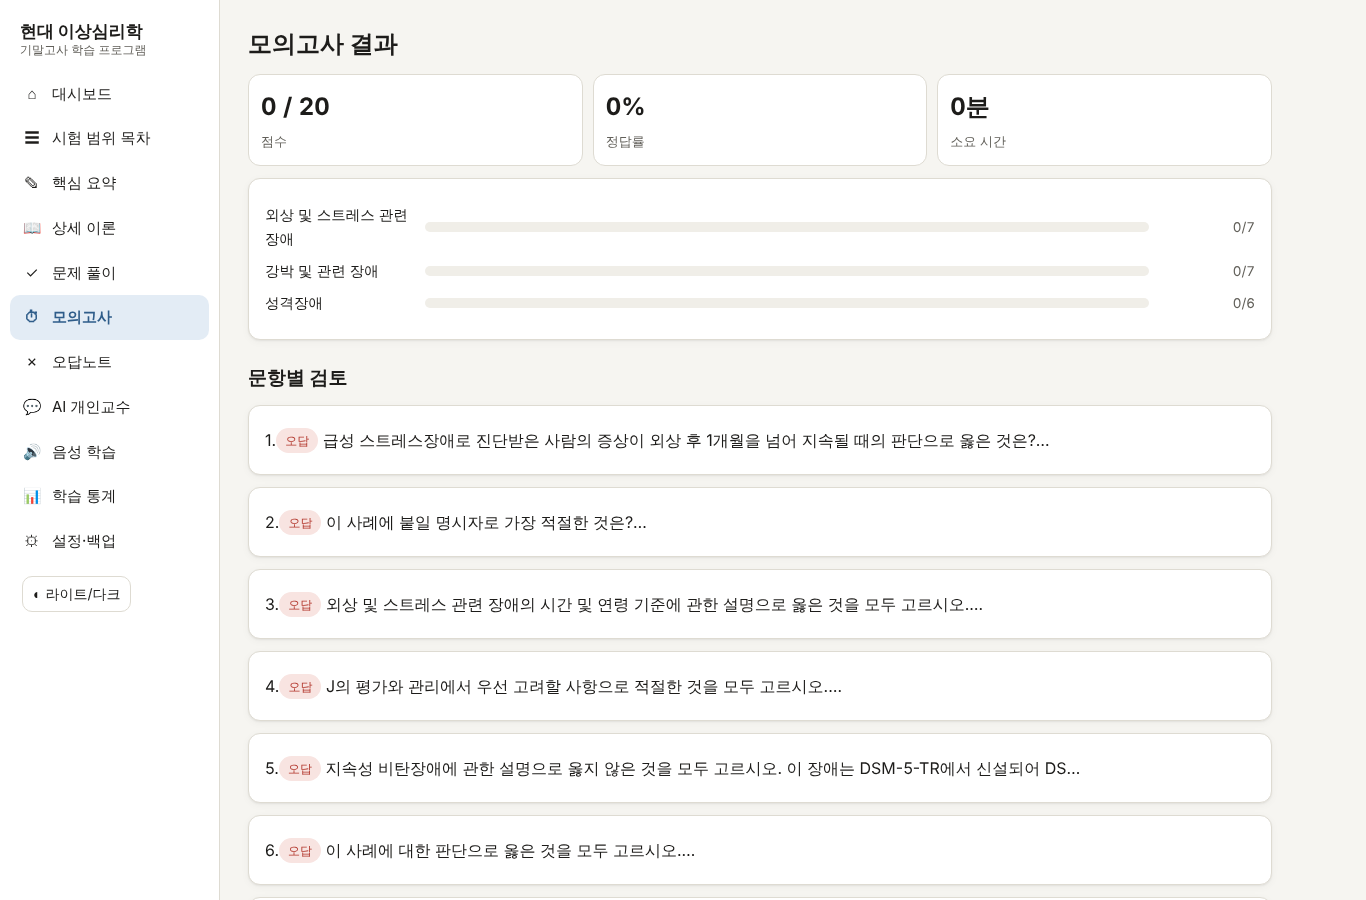 현대 이상심리학
기말고사 학습 프로그램
대시보드
시험 범위 목차
핵심 요약
상세 이론
문제 풀이
모의고사
오답노트
AI 개인교수
음성 학습
학습 통계
설정·백업
라이트/다크
모의고사 결과
0 / 20
점수
0%
정답률
0분
소요 시간
외상 및 스트레스 관련
장애
0/7
강박 및 관련 장애
0/7
성격장애
0/6
문항별 검토
1. 오답 급성 스트레스장애로 진단받은 사람의 증상이 외상 후 1개월을 넘어 지속될 때의 판단으로 옳은 것은?...
2. 오답 이 사례에 붙일 명시자로 가장 적절한 것은?...
3. 오답 외상 및 스트레스 관련 장애의 시간 및 연령 기준에 관한 설명으로 옳은 것을 모두 고르시오....
4. 오답 J의 평가와 관리에서 우선 고려할 사항으로 적절한 것을 모두 고르시오....
5. 오답 지속성 비탄장애에 관한 설명으로 옳지 않은 것을 모두 고르시오. 이 장애는 DSM-5-TR에서 신설되어 DS...
6. 오답 이 사례에 대한 판단으로 옳은 것을 모두 고르시오....